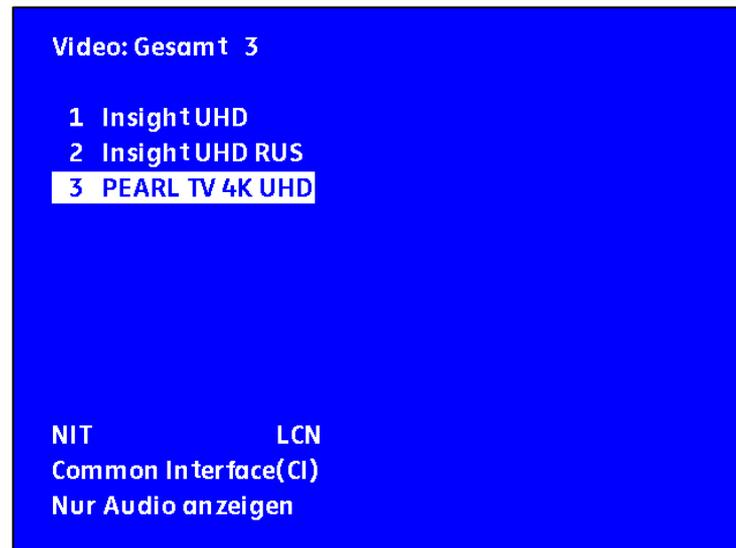 Video: Gesamt 3
1 Insight UHD
2 Insight UHD RUS
3 PEARL TV 4K UHD
NIT LCN
Common Interface(CI)
Nur Audio anzeigen